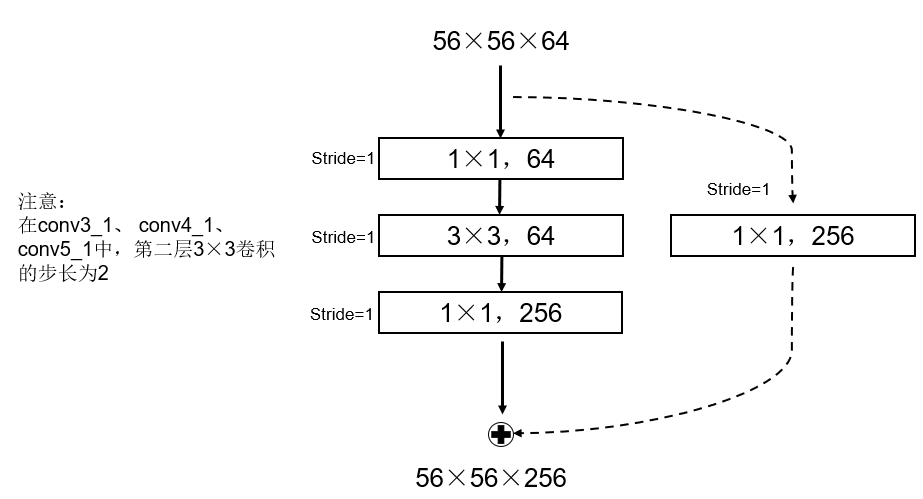 56×56×64
Stride=1
1×1，64
Stride=1
注意：
在conv3_1、 conv4_1、
conv5_1中，第二层3×3卷积
的步长为2
Stride=1
3×3，64
1×1，256
Stride=1
1×1，256
56×56×256